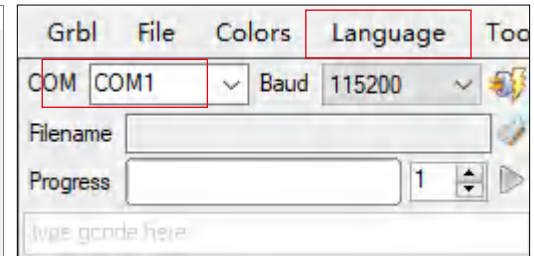 Grbl File Colors Language Too
COM COM1 Baud 115200
Filename
Progress 1
type gcode here